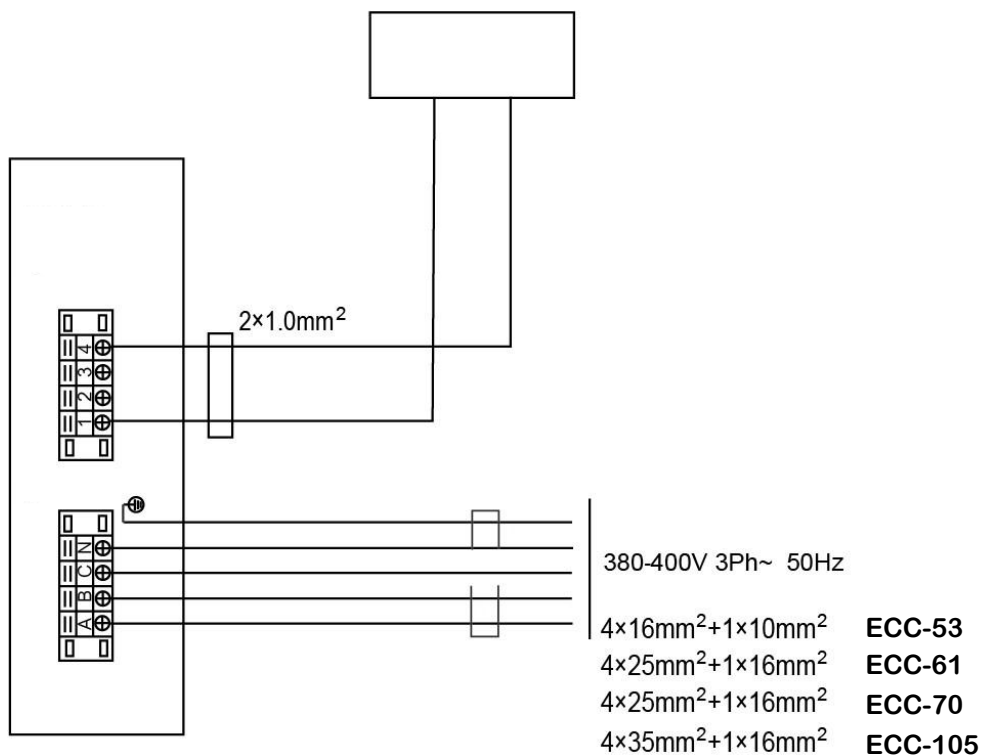 2×1.0mm²
4
3
2
1
N
C
B
A
380-400V 3Ph~ 50Hz
4×16mm²+1×10mm² ECC-53
4×25mm²+1×16mm² ECC-61
4×25mm²+1×16mm² ECC-70
4×35mm²+1×16mm² ECC-105